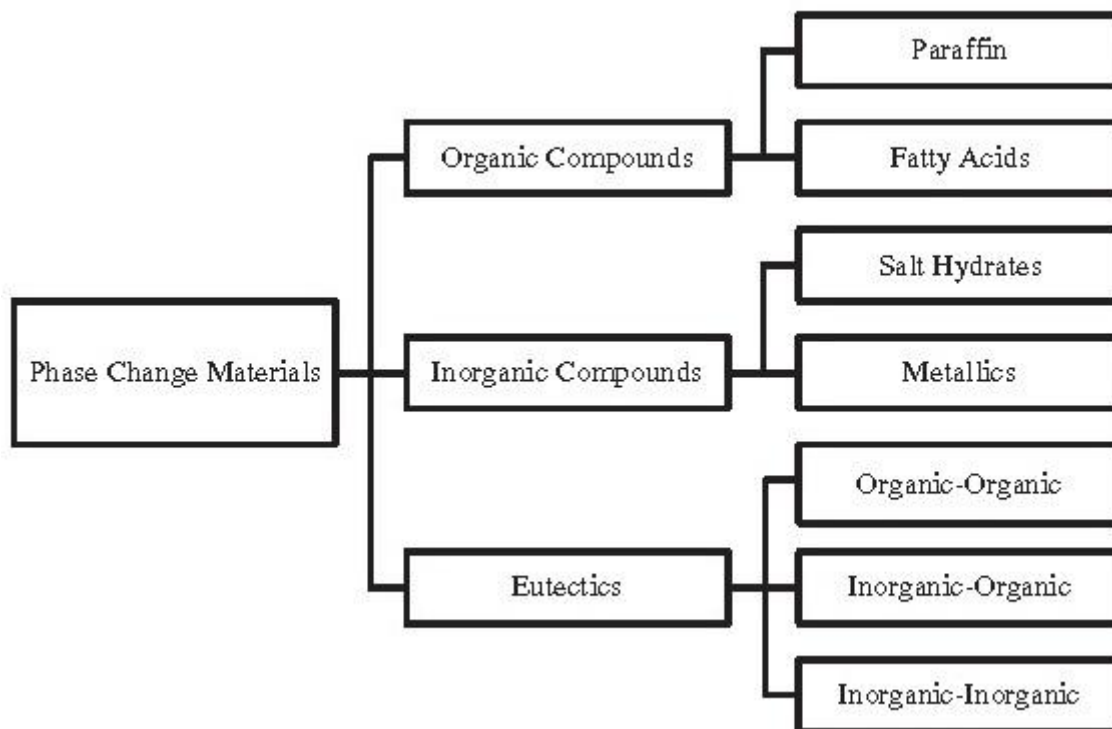 Phase Change Materials
Organic Compounds
Paraffin
Fatty Acids
Inorganic Compounds
Salt Hydrates
Metallics
Eutectics
Organic-Organic
Inorganic-Organic
Inorganic-Inorganic